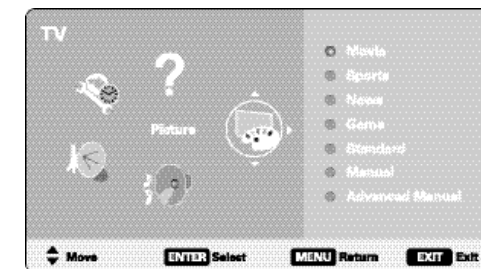 TV
?
Picture
Movie
Sports
News
Game
Standard
Manual
Advanced Manual
Move ENTER Select MENU Return EXIT Exit